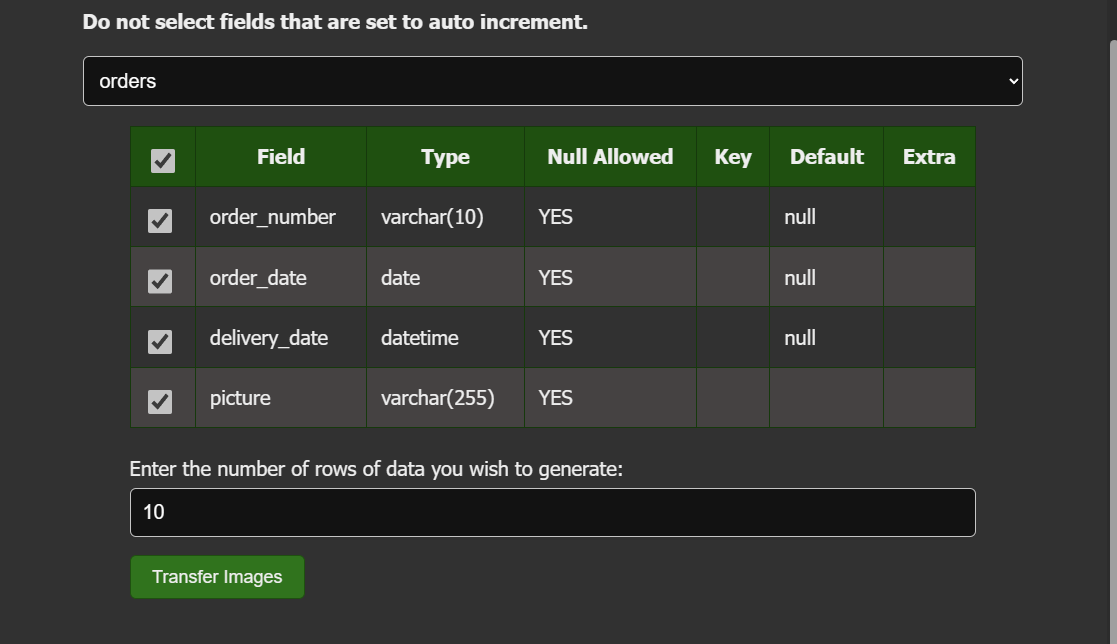 Do not select fields that are set to auto increment.
orders
Field Type Null Allowed Key Default Extra
order_number varchar(10) YES null
order_date date YES null
delivery_date datetime YES null
picture varchar(255) YES
Enter the number of rows of data you wish to generate:
10
Transfer Images